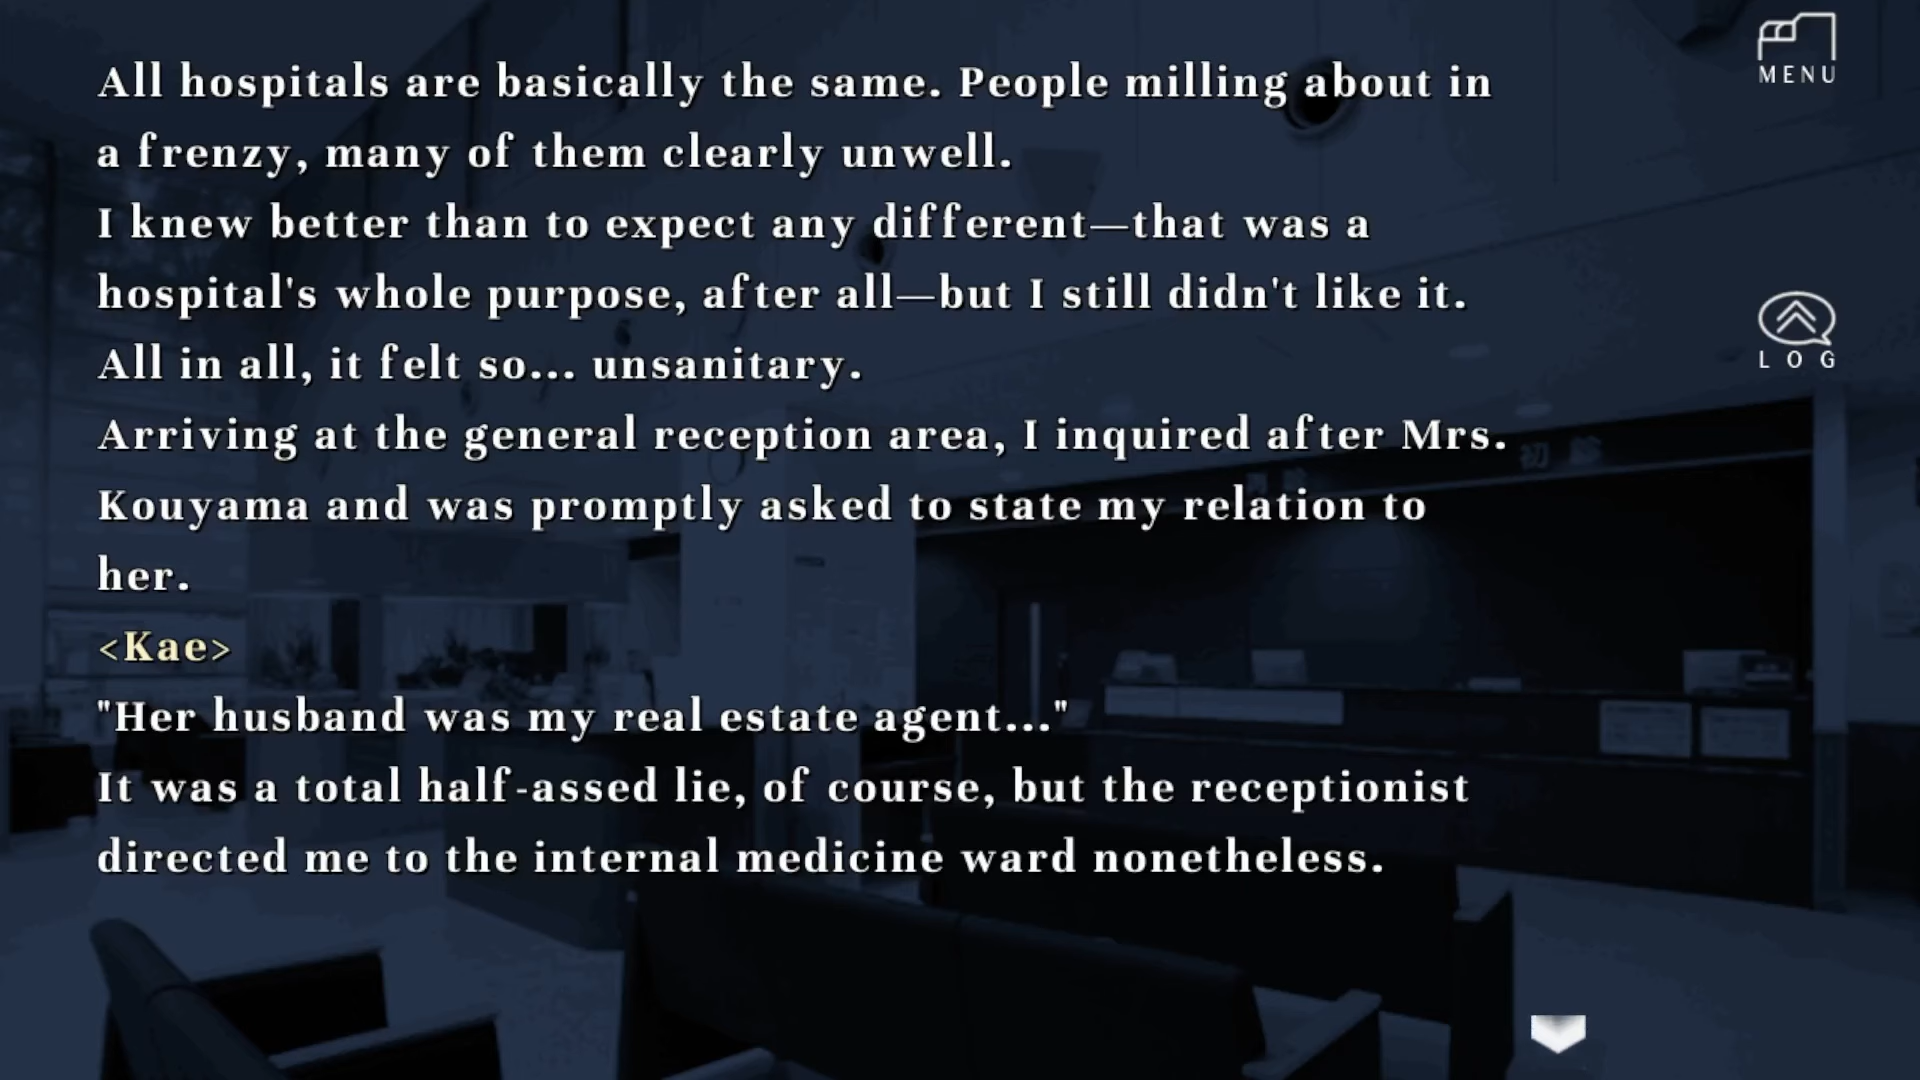 All hospitals are basically the same. People milling about in
a frenzy, many of them clearly unwell.
I knew better than to expect any different—that was a
hospital's whole purpose, after all—but I still didn't like it.
All in all, it felt so... unsanitary.
Arriving at the general reception area, I inquired after Mrs.
Kouyama and was promptly asked to state my relation to
her.
<Kae>
"Her husband was my real estate agent..."
It was a total half-assed lie, of course, but the receptionist
directed me to the internal medicine ward nonetheless.
MENU
LOG